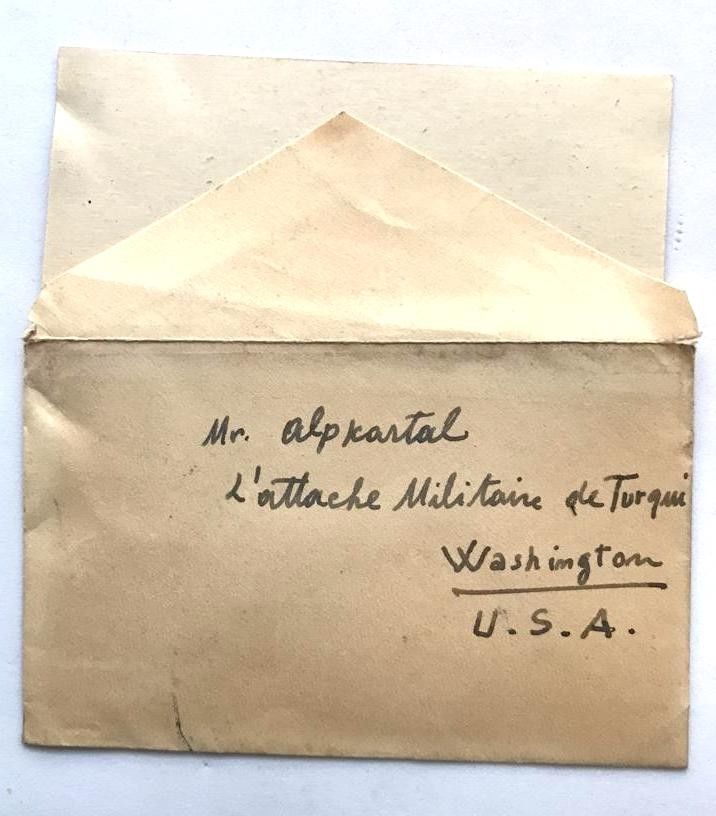 Mr. Alpkartal
L'attache Militaire de Turqui
Washington
U.S.A.